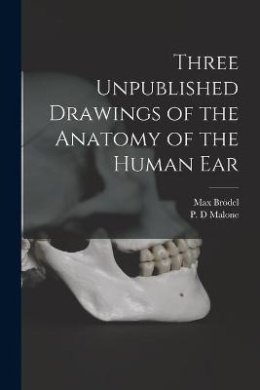 Three
Unpublished
Drawings of the
Anatomy of the
Human Ear
Max Brödel
P. D Malone